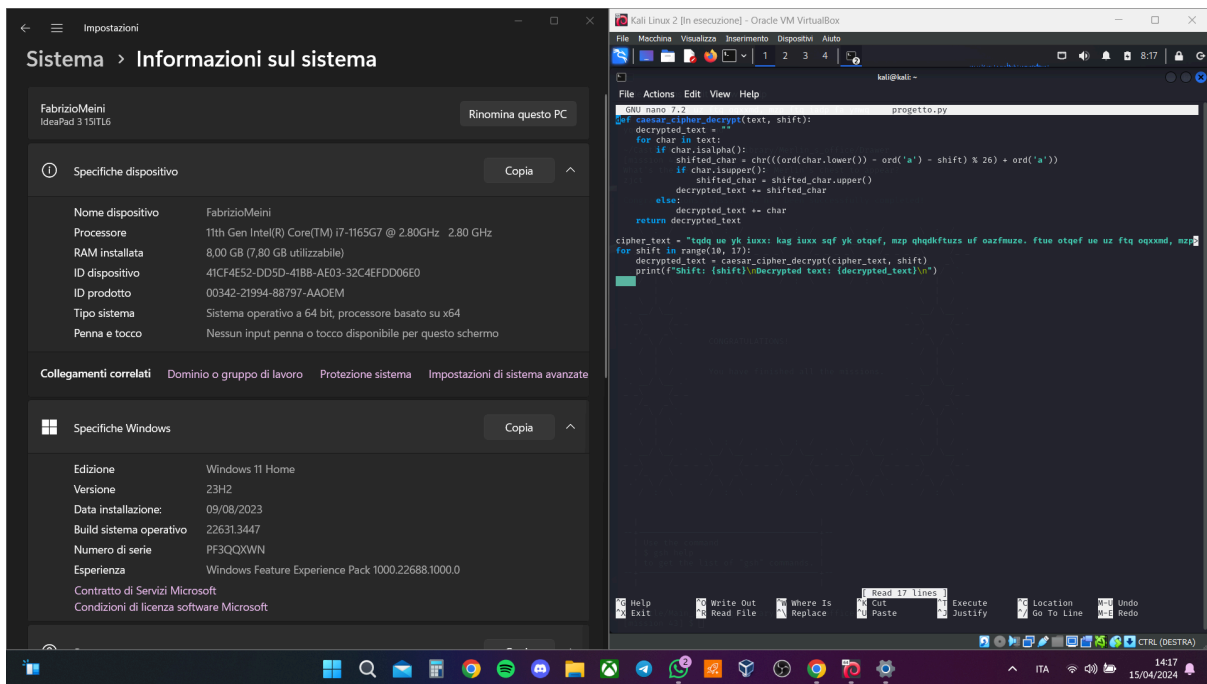 Impostazioni
Sistema > Informazioni sul sistema
FabrizioMeini
IdeaPad 3 15ITL6
Rinomina questo PC
Specifiche dispositivo
Copia
Nome dispositivo FabrizioMeini
Processore 11th Gen Intel(R) Core(TM) i7-1165G7 @ 2.80GHz 2.80 GHz
RAM installata 8,00 GB (7,80 GB utilizzabile)
ID dispositivo 41CF4E52-DD5D-41BB-AE03-32C4EFDD06E0
ID prodotto 00342-21994-88797-AAOEM
Tipo sistema Sistema operativo a 64 bit, processore basato su x64
Penna e tocco Nessun input penna o tocco disponibile per questo schermo
Collegamenti correlati Dominio o gruppo di lavoro Protezione sistema Impostazioni di sistema avanzate
Specifiche Windows
Copia
Edizione Windows 11 Home
Versione 23H2
Data installazione: 09/08/2023
Build sistema operativo 22631.3447
Numero di serie PF3QQXWN
Esperienza Windows Feature Experience Pack 1000.22688.1000.0
Contratto di Servizi Microsoft
Condizioni di licenza software Microsoft
Kali Linux 2 [In esecuzione] - Oracle VM VirtualBox
File Macchina Visualizza Inserimento Dispositivi Aiuto
1 2 3 4
8:17
kali@kali: ~
File Actions Edit View Help
GNU nano 7.2 progetto.py
def caesar_cipher_decrypt(text, shift):
decrypted_text = ""
for char in text:
if char.isalpha():
shifted_char = chr(((ord(char.lower()) - ord('a') - shift) % 26) + ord('a'))
if char.isupper():
shifted_char = shifted_char.upper()
decrypted_text += shifted_char
else:
decrypted_text += char
return decrypted_text
cipher_text = "tqdq ue yk iuxx: kag iuxx sqf yk otqef, mzp qhqdkftuzs uf oazfmuze. ftue otqef ue uz ftq oqxxmd, mzp>
for shift in range(10, 17):
decrypted_text = caesar_cipher_decrypt(cipher_text, shift)
print(f"Shift: {shift}\nDecrypted text: {decrypted_text}\n")
[ Read 17 lines ]
^G Help ^O Write Out ^W Where Is ^K Cut ^T Execute ^C Location M-U Undo
^X Exit ^R Read File ^\ Replace ^U Paste ^J Justify ^/ Go To Line M-E Redo
CTRL (DESTRA)
ITA
14:17
15/04/2024